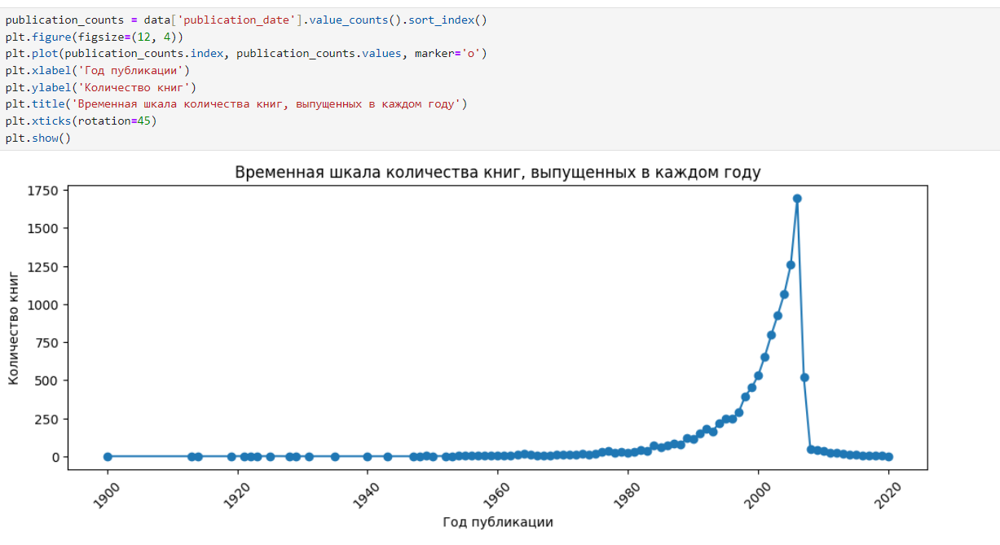 publication_counts = data['publication_date'].value_counts().sort_index()
plt.figure(figsize=(12, 4))
plt.plot(publication_counts.index, publication_counts.values, marker='o')
plt.xlabel('Год публикации')
plt.ylabel('Количество книг')
plt.title('Временная шкала количества книг, выпущенных в каждом году')
plt.xticks(rotation=45)
plt.show()
Временная шкала количества книг, выпущенных в каждом году
Количество книг
1750
1500
1250
1000
750
500
250
0
1900
1920
1940
1960
1980
2000
2020
Год публикации